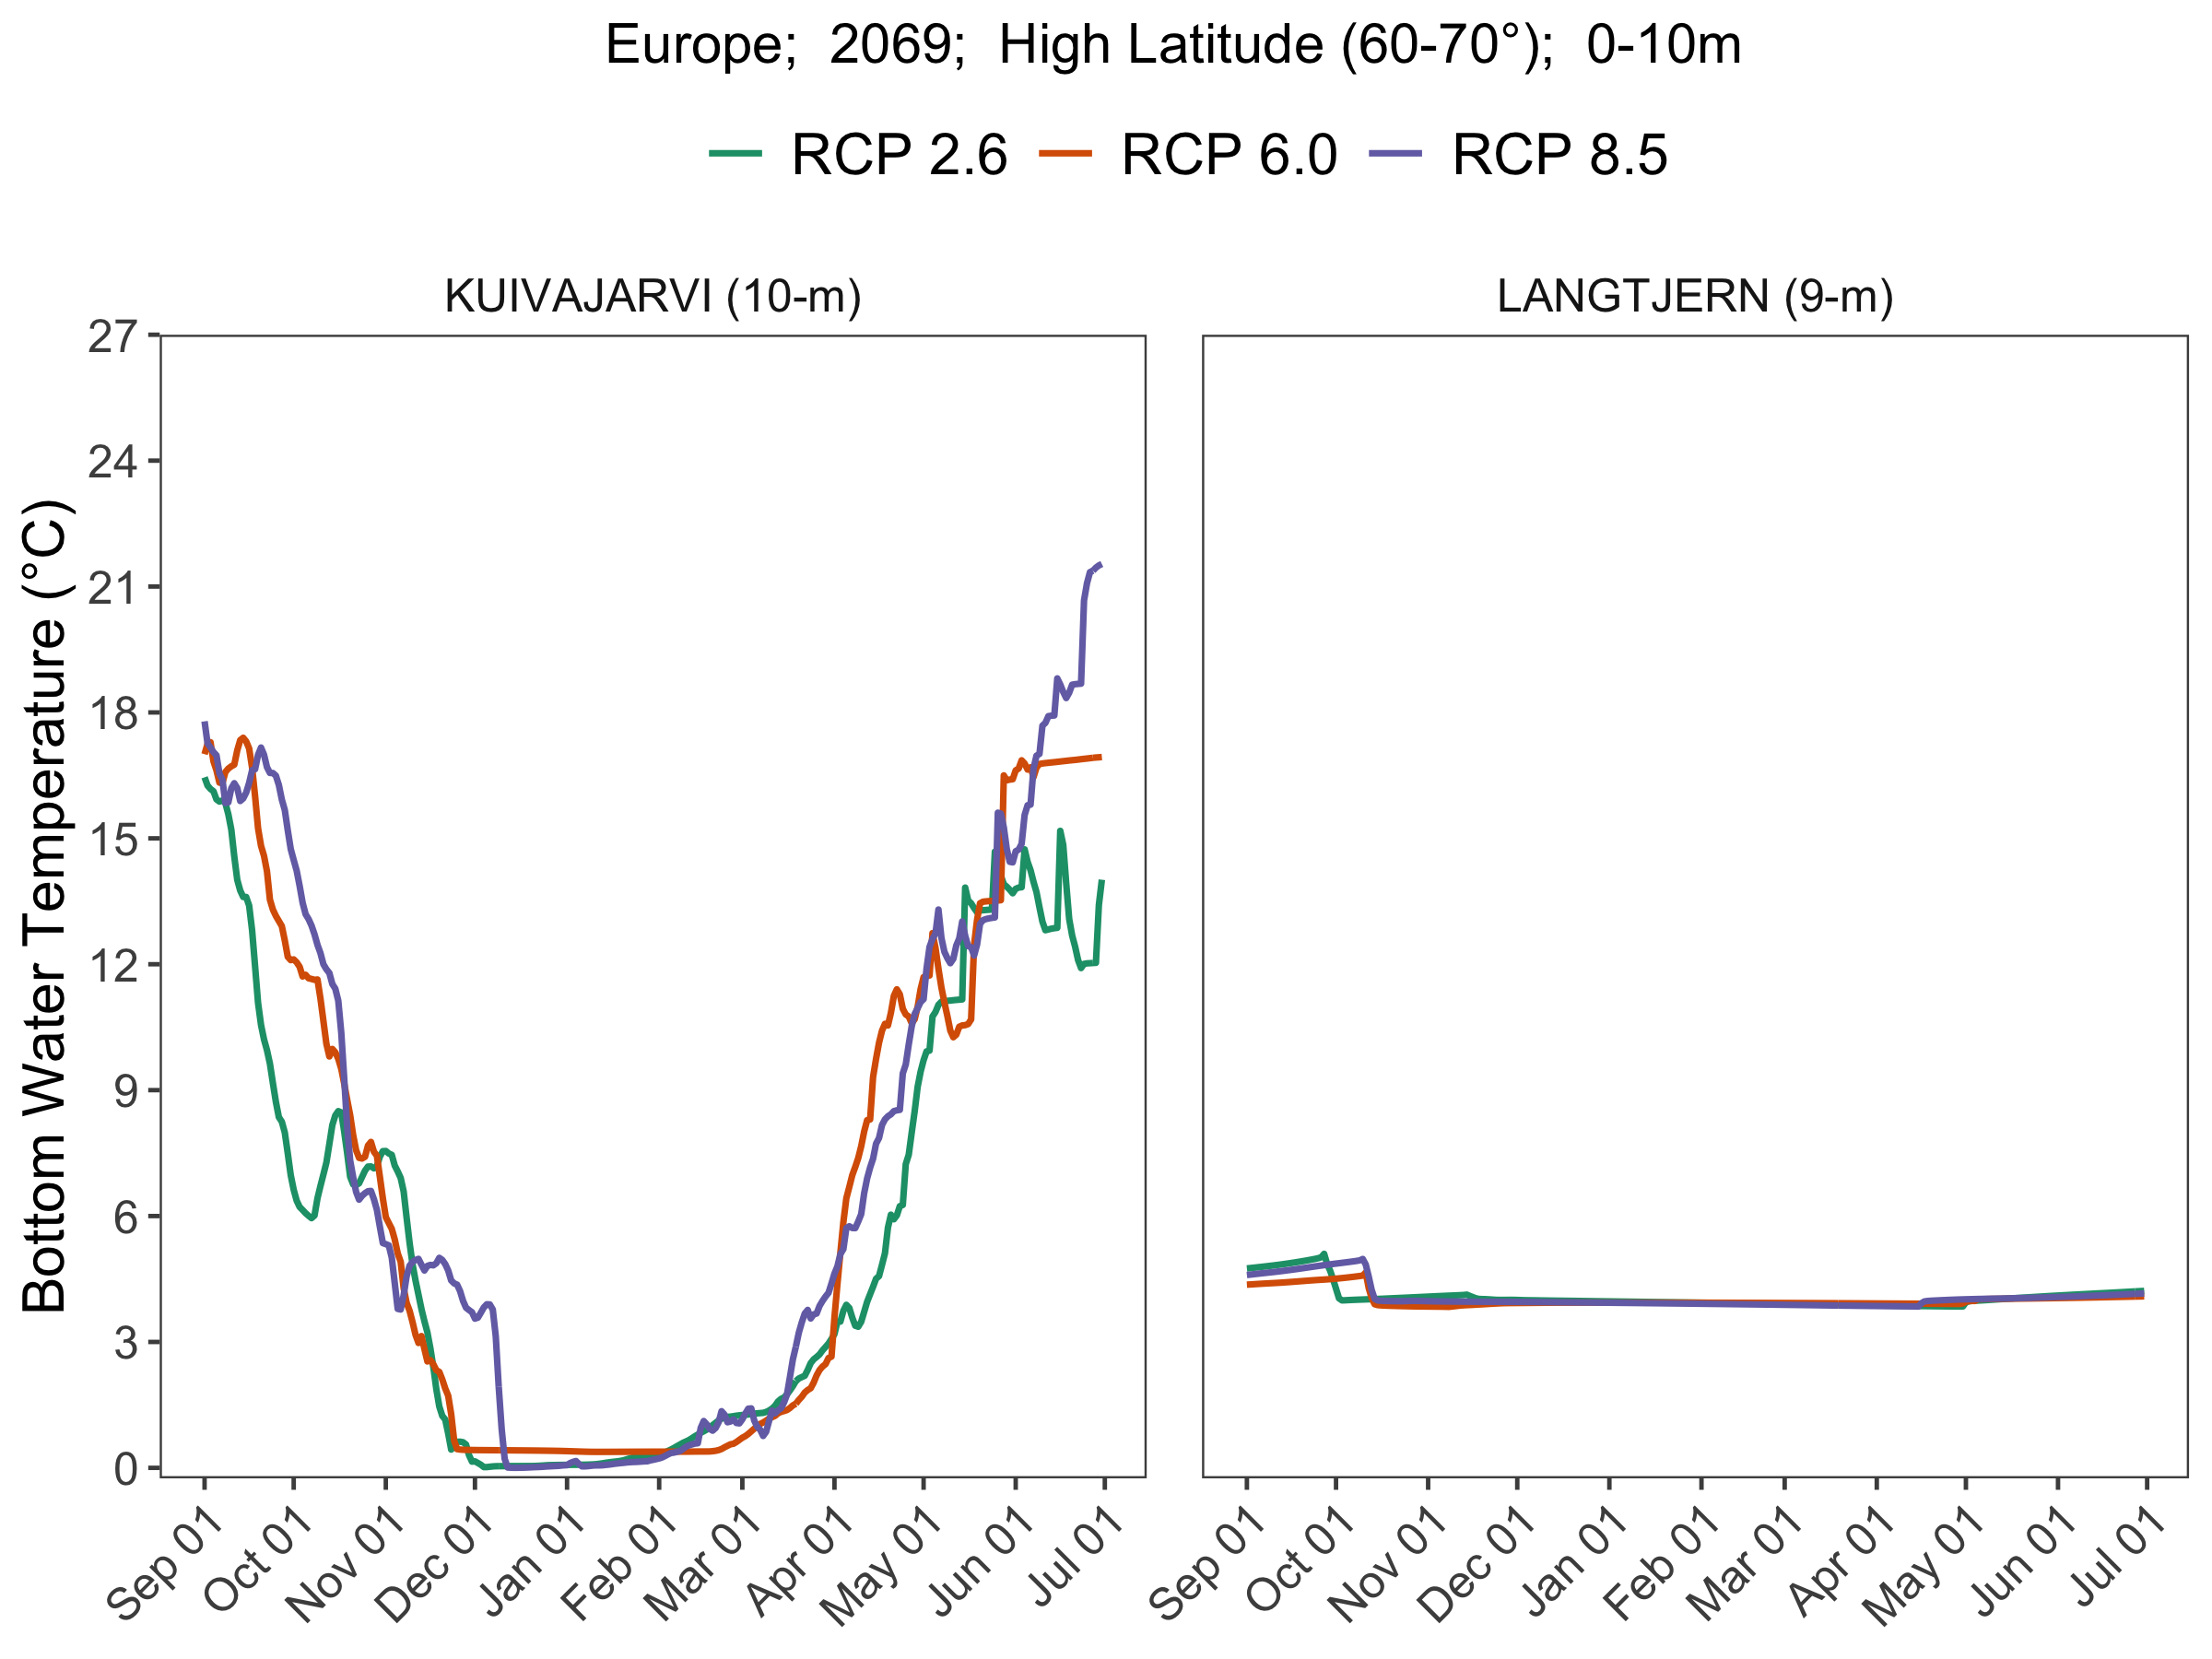 Europe;  2069;  High Latitude (60-70°);  0-10m
RCP 2.6 RCP 6.0 RCP 8.5
KUIVAJARVI (10-m)
LANGTJERN (9-m)
Bottom Water Temperature (°C)
27
24
21
18
15
12
9
6
3
0
Sep 01 Oct 01 Nov 01 Dec 01 Jan 01 Feb 01 Mar 01 Apr 01 May 01 Jun 01 Jul 01
Sep 01 Oct 01 Nov 01 Dec 01 Jan 01 Feb 01 Mar 01 Apr 01 May 01 Jun 01 Jul 01